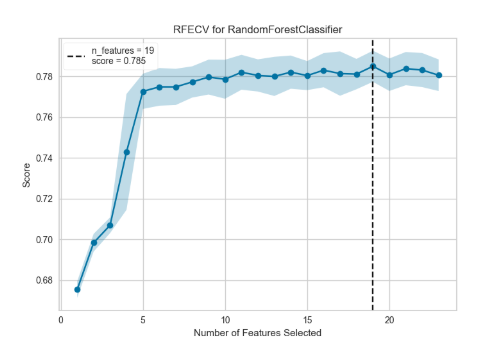 RFECV for RandomForestClassifier
n_features = 19
score = 0.785
0.78
0.76
0.74
0.72
0.70
0.68
Score
0 5 10 15 20
Number of Features Selected